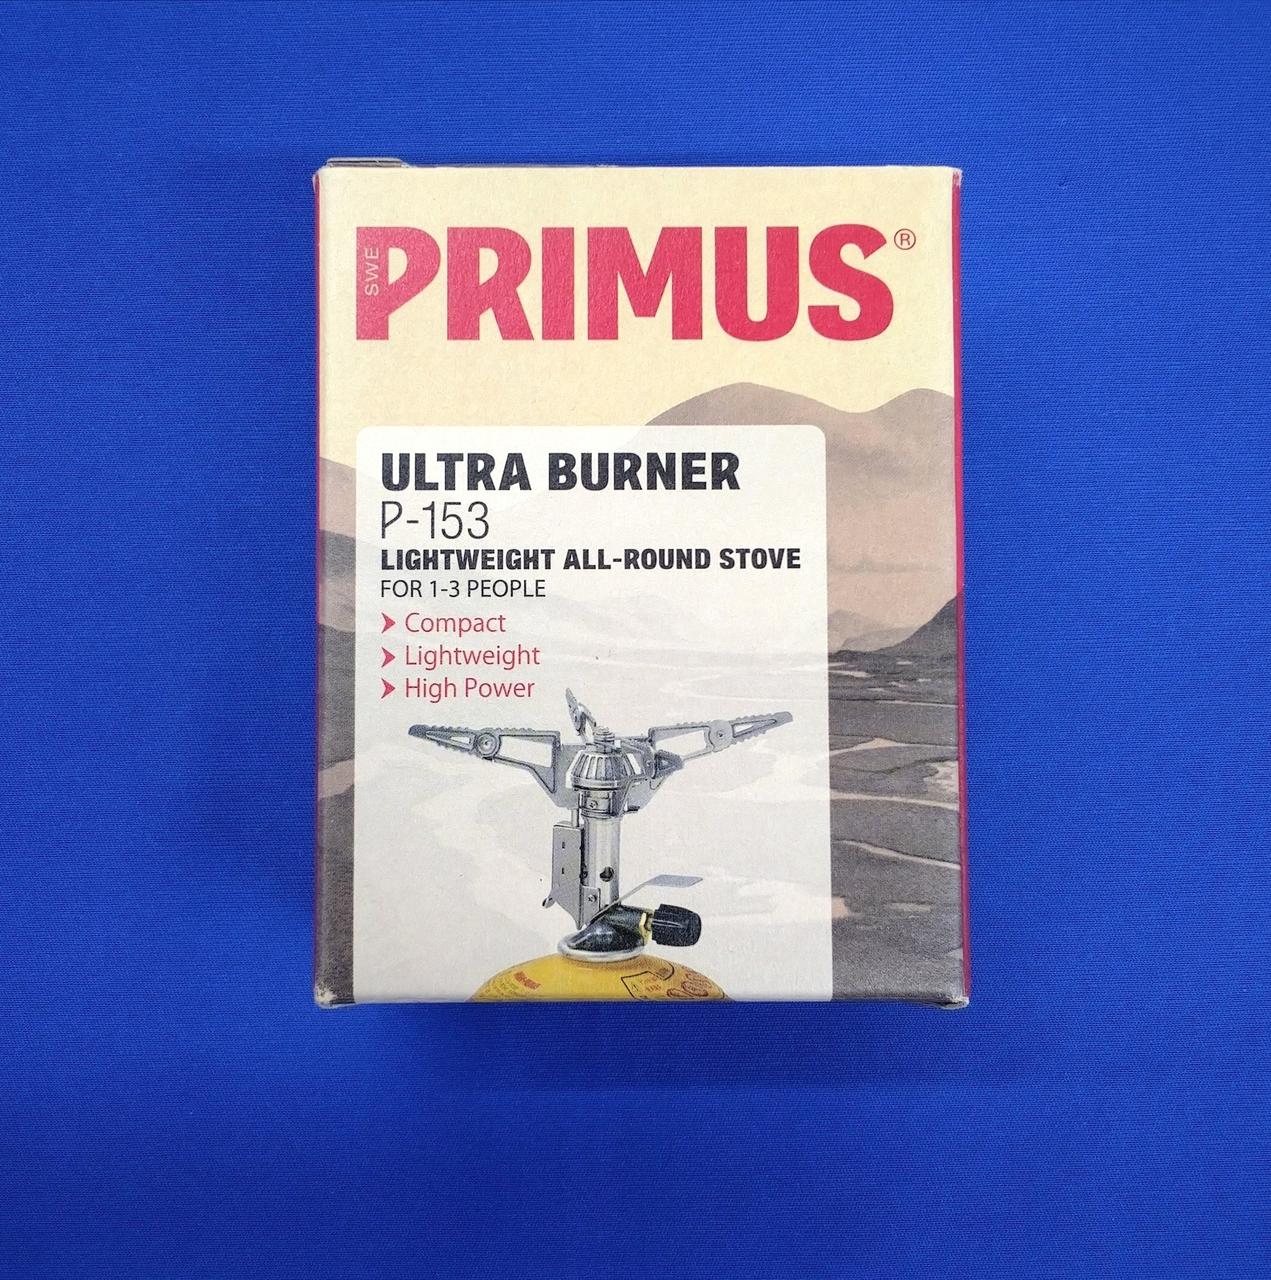 SWE
PRIMUS®
ULTRA BURNER
P-153
LIGHTWEIGHT ALL-ROUND STOVE
FOR 1-3 PEOPLE
Compact
Lightweight
High Power